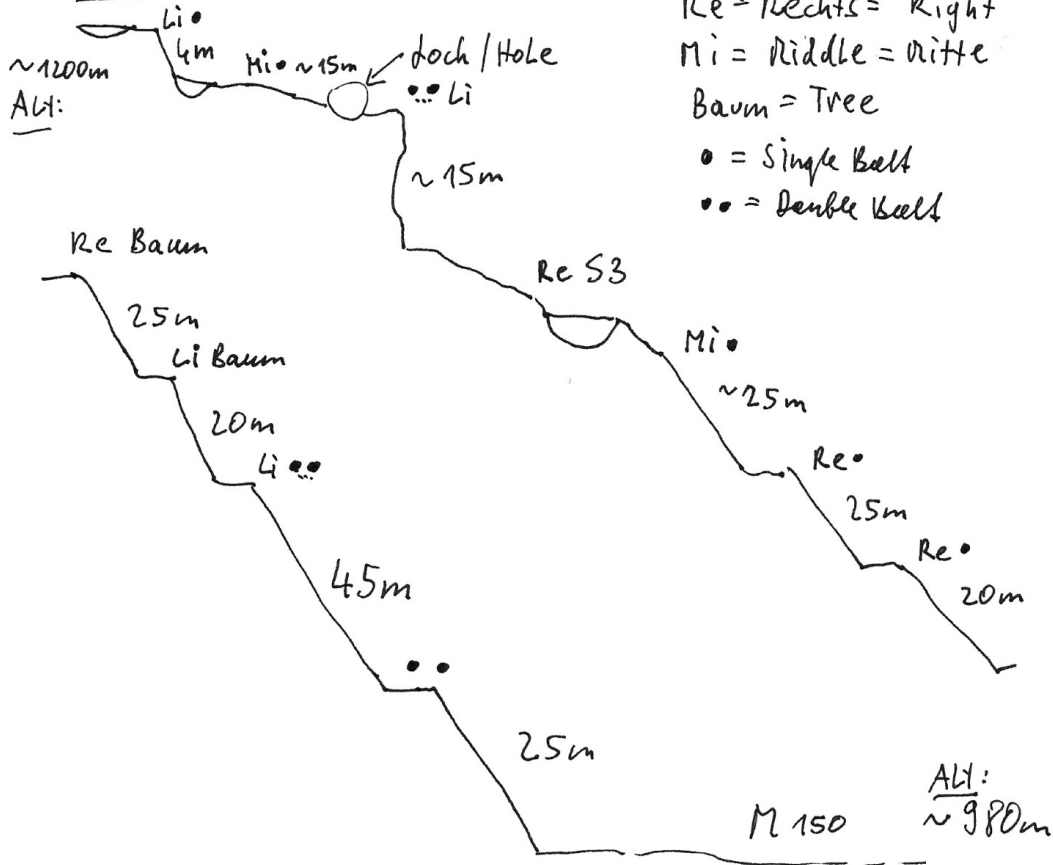 Re = Rechts = Right
Mi = Middle = Mitte
Baum = Tree
• = Single Bolt
•• = Double Bolt
Li •
4m
~1200m
ALT:
Mi • ~15m
Loch / Hole
•• Li
~15m
Re S3
Mi •
~25m
Re •
25m
Re •
20m
Re Baum
25m
Li Baum
20m
Li ••
45m
••
25m
M 150
ALT:
~980m